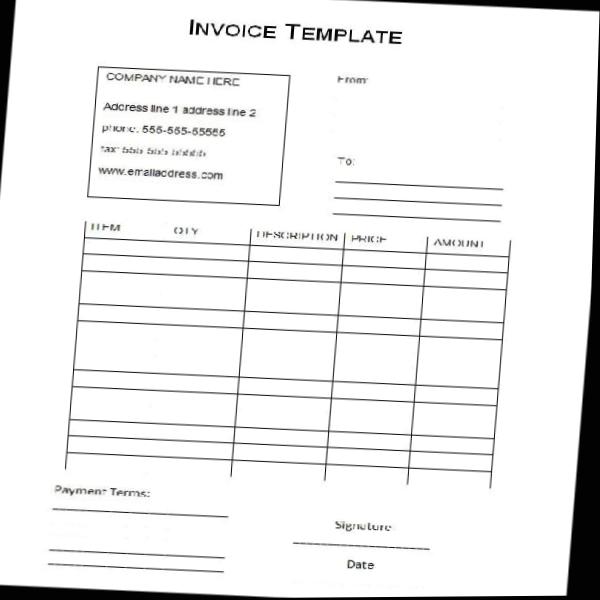 INVOICE TEMPLATE
COMPANY NAME HERE
From:
Address line 1 address line 2
phone: 555-555-55555
fax: 555 555 55555
To:
www.emailaddress.com
ITEM QTY DESCRIPTION PRICE AMOUNT
Payment Terms:
Signature
Date